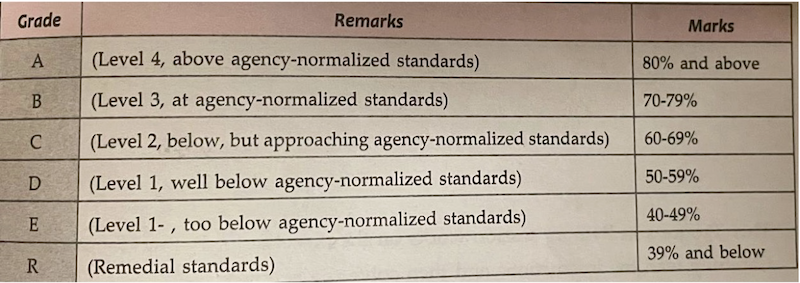 Grade Remarks Marks
A (Level 4, above agency-normalized standards) 80% and above
B (Level 3, at agency-normalized standards) 70-79%
C (Level 2, below, but approaching agency-normalized standards) 60-69%
D (Level 1, well below agency-normalized standards) 50-59%
E (Level 1- , too below agency-normalized standards) 40-49%
R (Remedial standards) 39% and below